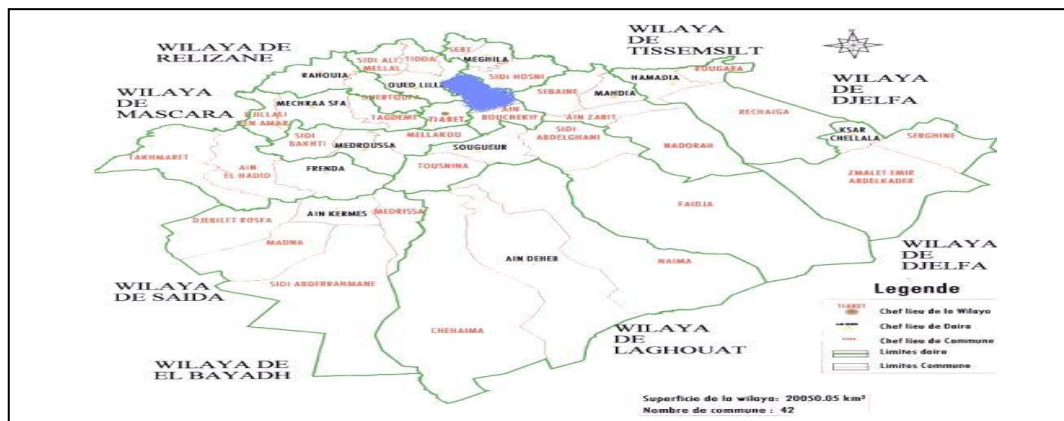 WILAYA DE
RELIZANE
WILAYA
DE
TISSEMSILT
WILAYA
DE
MASCARA
WILAYA
DE
DJELFA
SIDI ALI
MELLAL
TIDDA
SEBT
MEGHILA
RAHOUIA
OUED LILLI
SIDI HOSNI
HAMADIA
BOUGARA
MECHRAA SFA
GUERTOUFA
SEBAINE
MAHDIA
RECHAIGA
DJILLALI
BEN AMAR
TAGDEMT
TIARET
AIN
BOUCHEKIF
AIN ZARIT
SIDI
BAKHTI
MELLAKOU
SIDI
ABDELGHANI
KSAR
CHELLALA
SERGHINE
TAKHMARET
MEDROUSSA
SOUGUEUR
NADORAH
AIN
EL HADID
FRENDA
TOUSNINA
ZMALET EMIR
ABDELKADER
FAIDJA
DJEBILET ROSFA
AIN KERMES
MEDRISSA
MADNA
AIN DEHEB
NAIMA
WILAYA
DE
DJELFA
WILAYA
DE SAIDA
SIDI ABDERRAHMANE
CHEHAIMA
WILAYA
DE
LAGHOUAT
WILAYA DE
EL BAYADH
Legende
TIARET
Chef lieu de la Wilaya
Chef lieu de Daira
Chef lieu de Commune
Limites daira
Limites Commune
Superficie de la wilaya: 20050.05 km²
Nombre de commune : 42